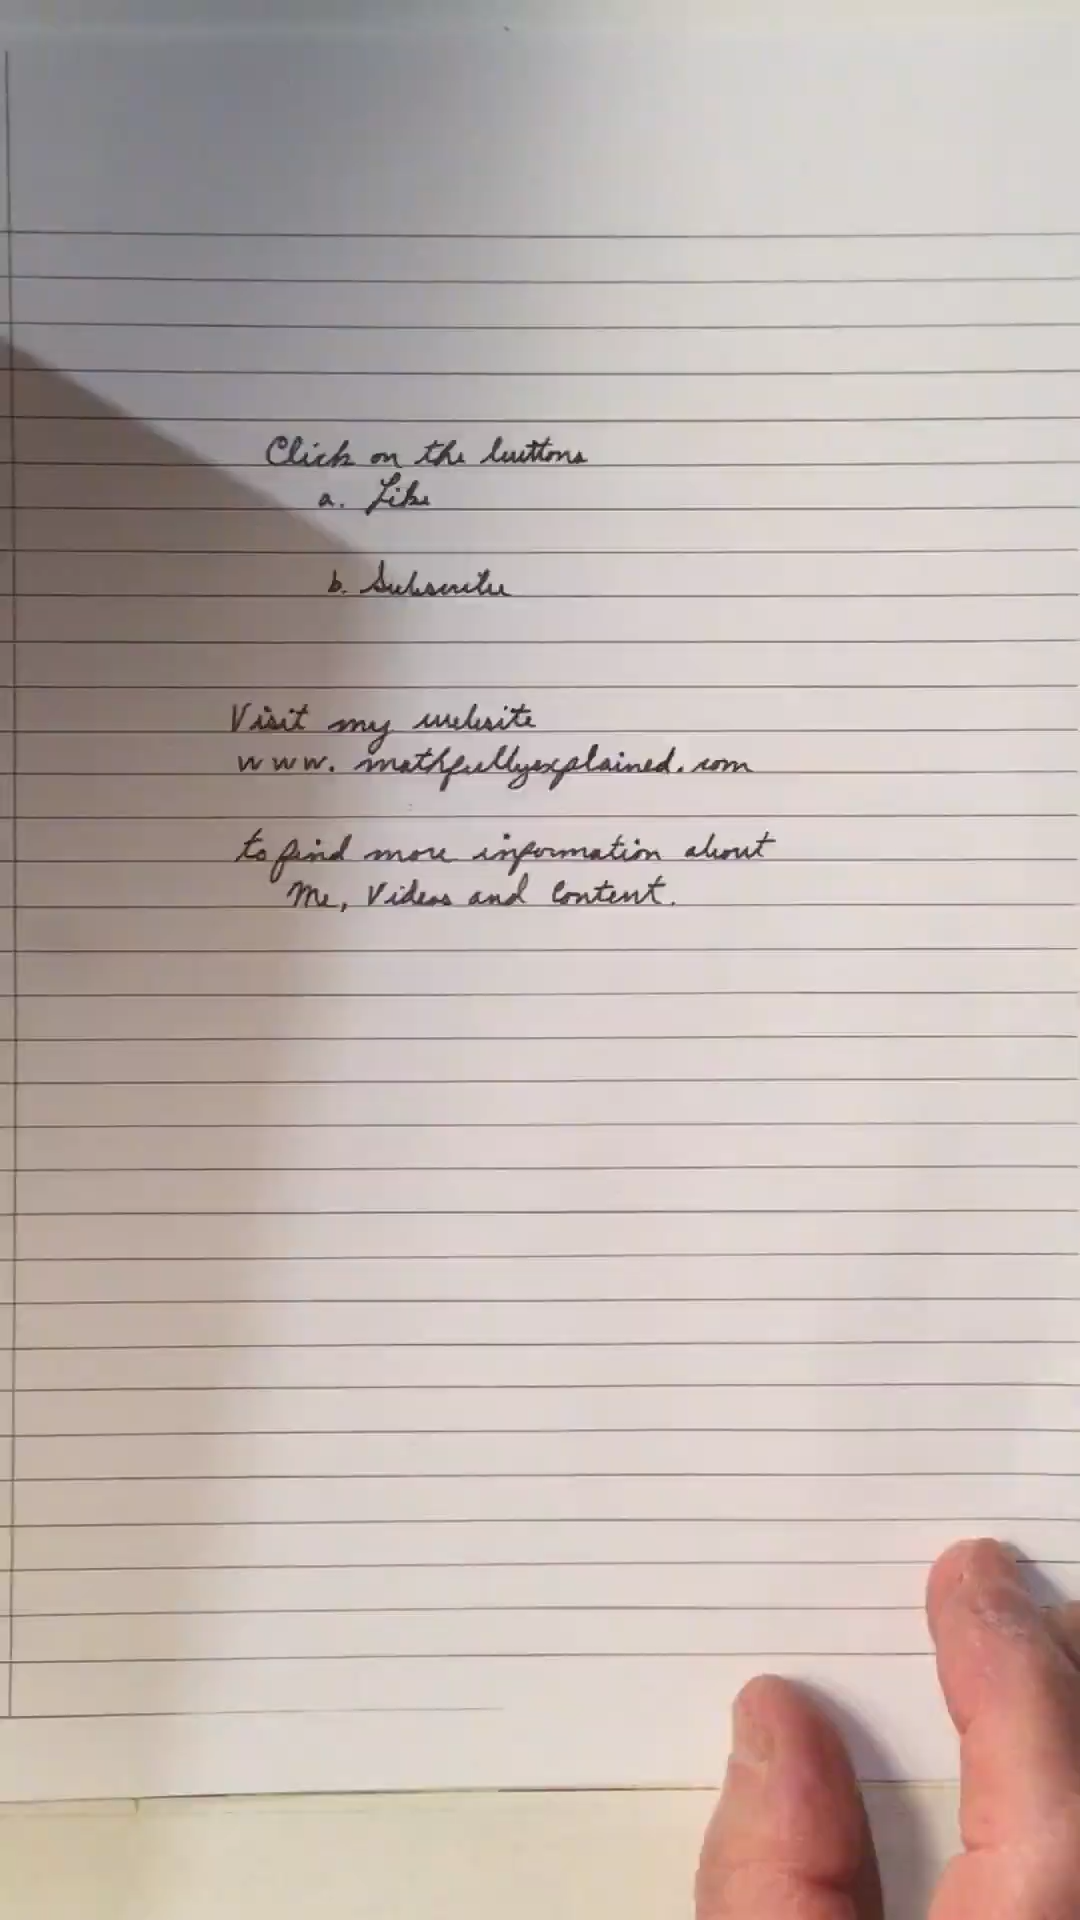 Click on the buttons
a. Like
b. Subscribe
Visit my website
www. mathfullyexplained.com
to find more information about
Me, Videos and Content.